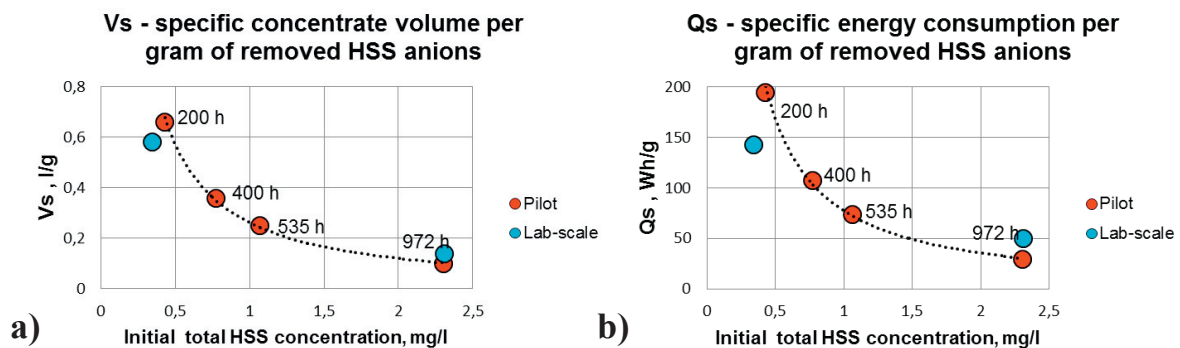 Vs - specific concentrate volume per
gram of removed HSS anions
0,8
0,6
0,4
0,2
0
Vs , l/g
200 h
400 h
535 h
972 h
0
0,5
1
1,5
2
2,5
Initial total HSS concentration, mg/l
Pilot
Lab-scale
a)
Qs - specific energy consumption per
gram of removed HSS anions
200
150
100
50
0
Qs , Wh/g
200 h
400 h
535 h
972 h
0
0,5
1
1,5
2
2,5
Initial total HSS concentration, mg/l
Pilot
Lab-scale
b)